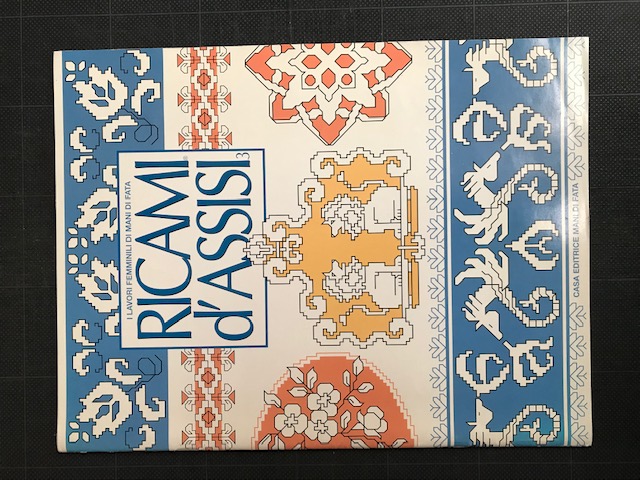 I LAVORI FEMMINILI DI MANI DI FATA
RICAMI
d'ASSISI 3
CASA EDITRICE MANI DI FATA